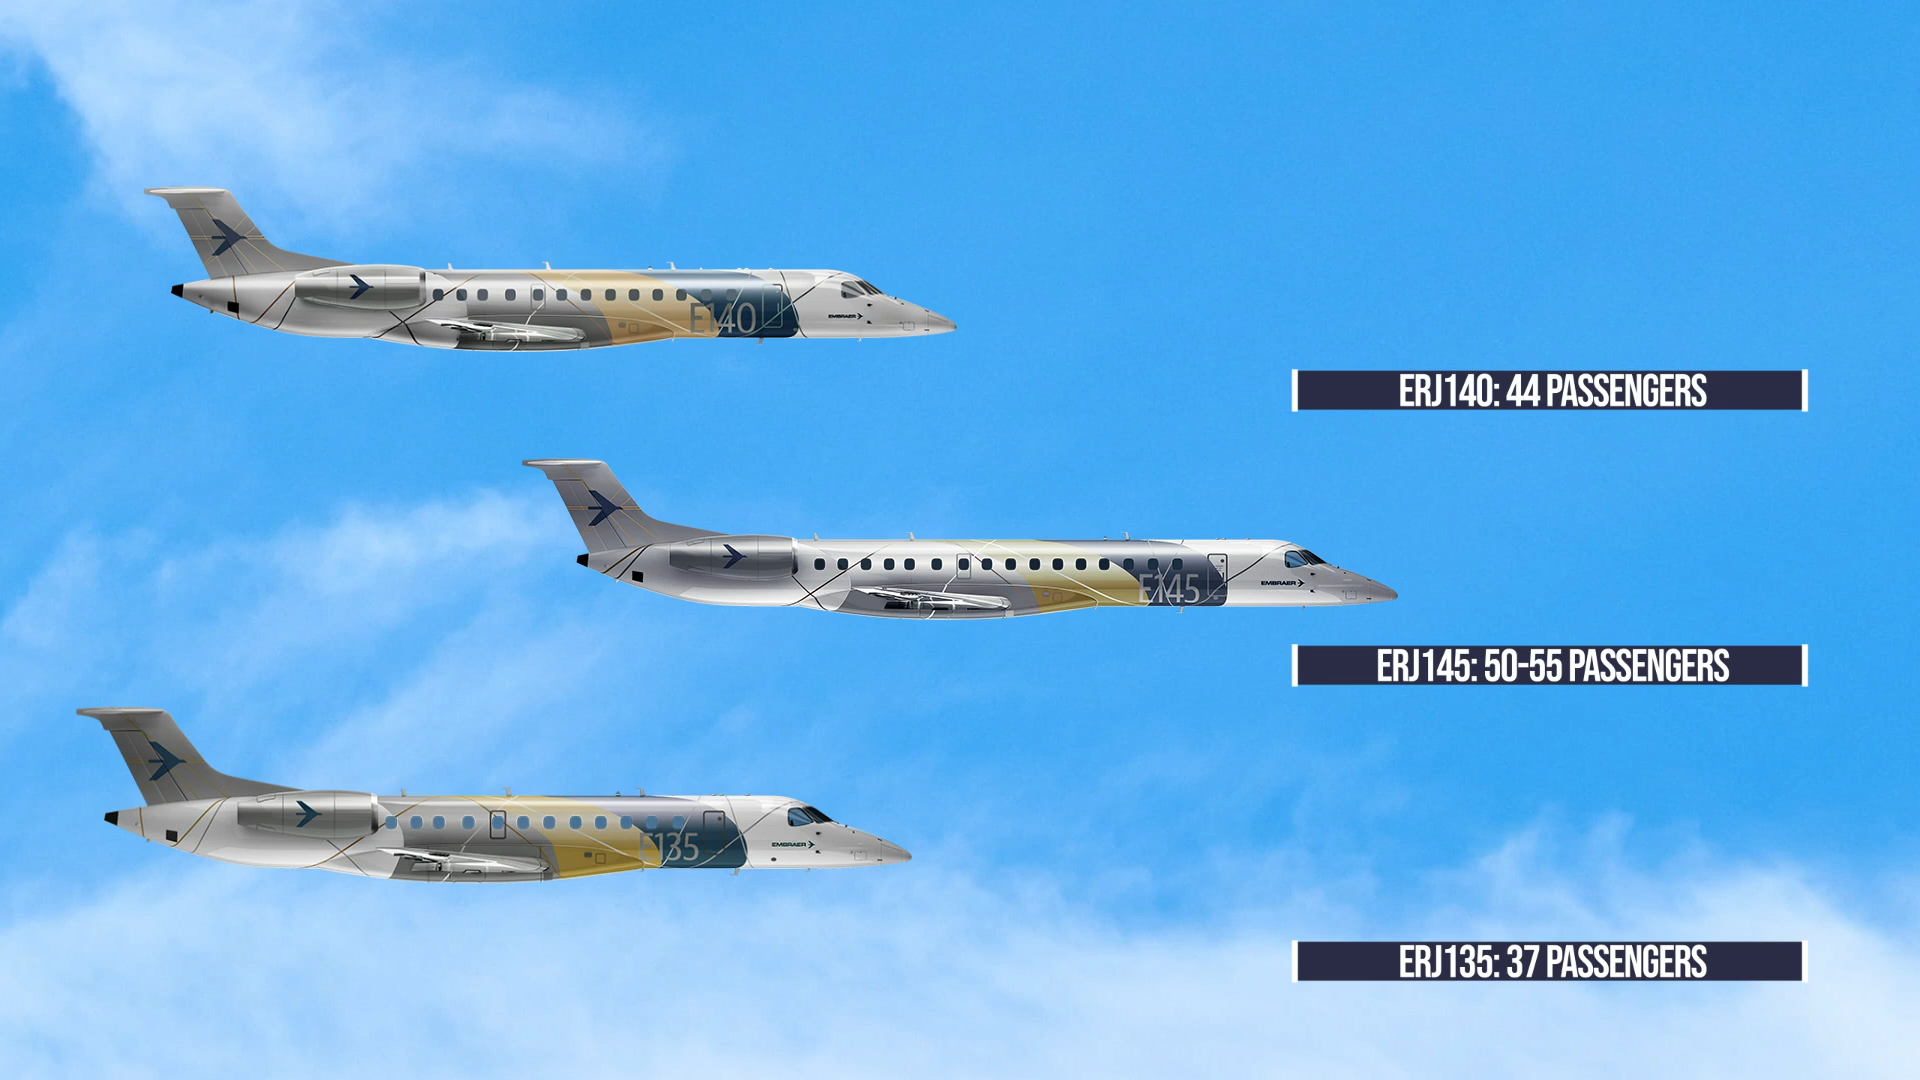 E140
EMBRAER
ERJ140: 44 PASSENGERS
E145
EMBRAER
ERJ145: 50-55 PASSENGERS
E135
EMBRAER
ERJ135: 37 PASSENGERS